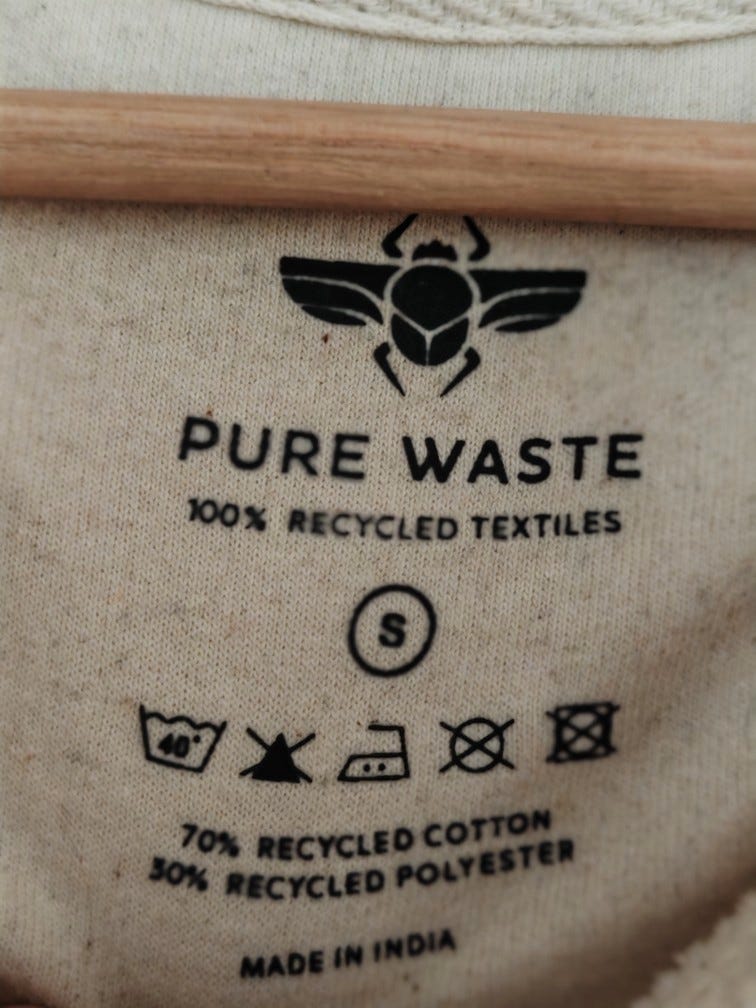 PURE WASTE
100% RECYCLED TEXTILES
S
40°
70% RECYCLED COTTON
30% RECYCLED POLYESTER
MADE IN INDIA